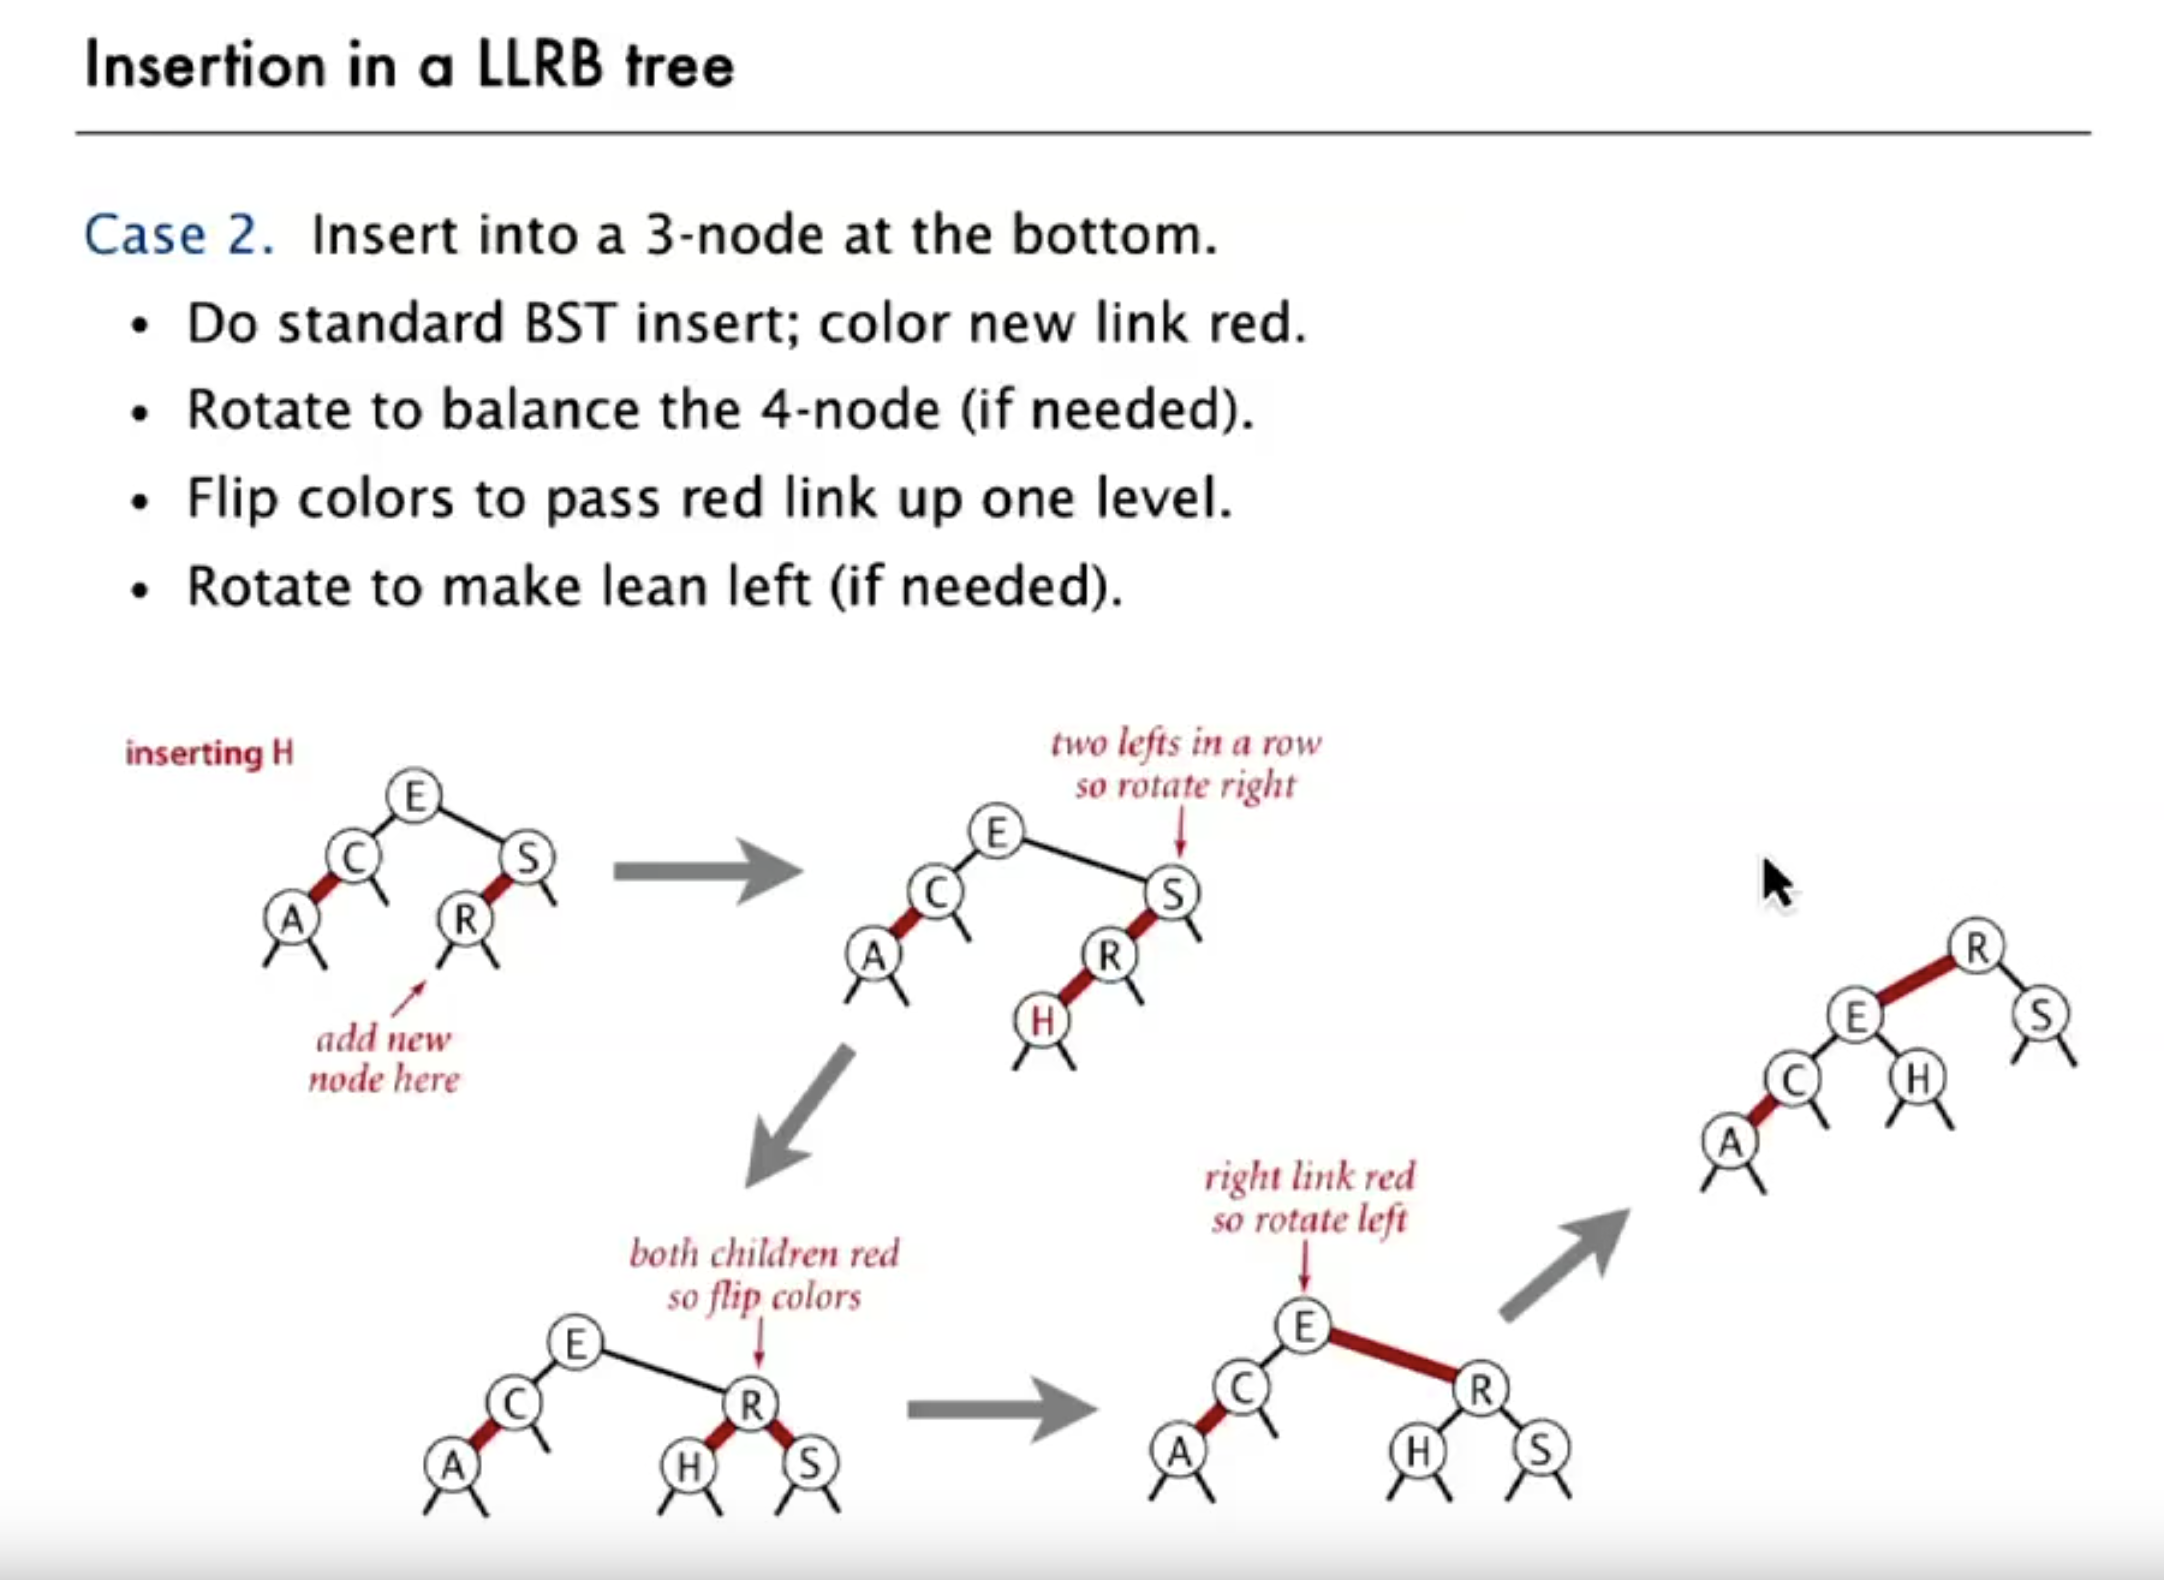 Insertion in a LLRB tree
Case 2. Insert into a 3-node at the bottom.
• Do standard BST insert; color new link red.
• Rotate to balance the 4-node (if needed).
• Flip colors to pass red link up one level.
• Rotate to make lean left (if needed).
inserting H
E
C
S
A
R
add new
node here
two lefts in a row
so rotate right
E
C
S
A
R
H
both children red
so flip colors
E
C
R
A
H
S
right link red
so rotate left
E
C
R
A
H
S
R
E
S
C
H
A